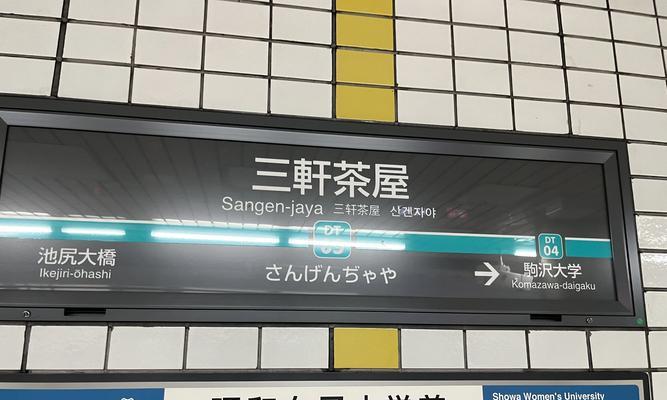 三軒茶屋
Sangen-jaya 三轩茶屋 산겐자야
DT
03
DT
04
池尻大橋
Ikejiri-ōhashi
さんげんぢゃや
→
駒沢大学
Komazawa-daigaku
Showa Women's University